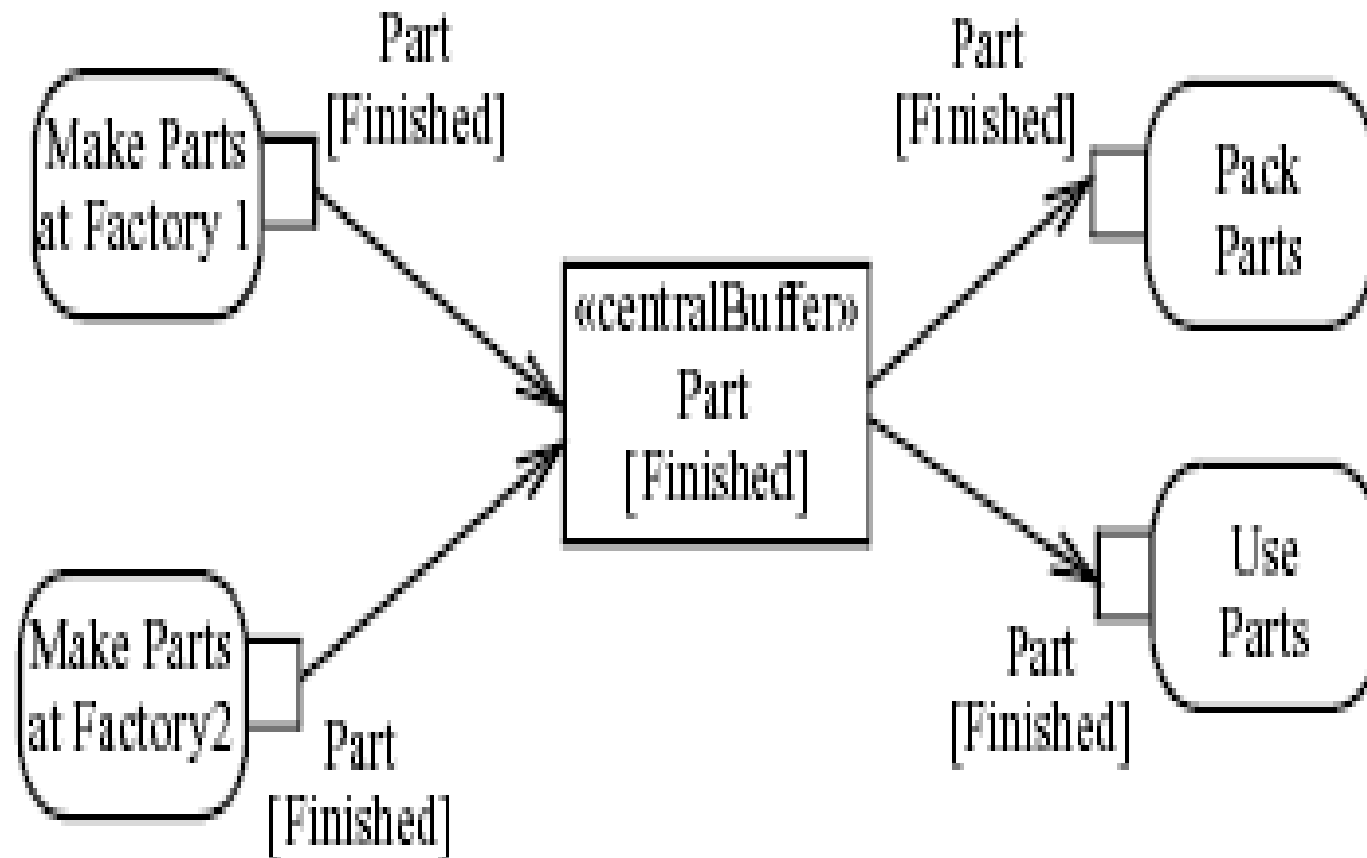 Part
[Finished]
Make Parts
at Factory 1
Part
[Finished]
Pack
Parts
«centralBuffer»
Part
[Finished]
Make Parts
at Factory2
Part
[Finished]
Use
Parts
Part
[Finished]